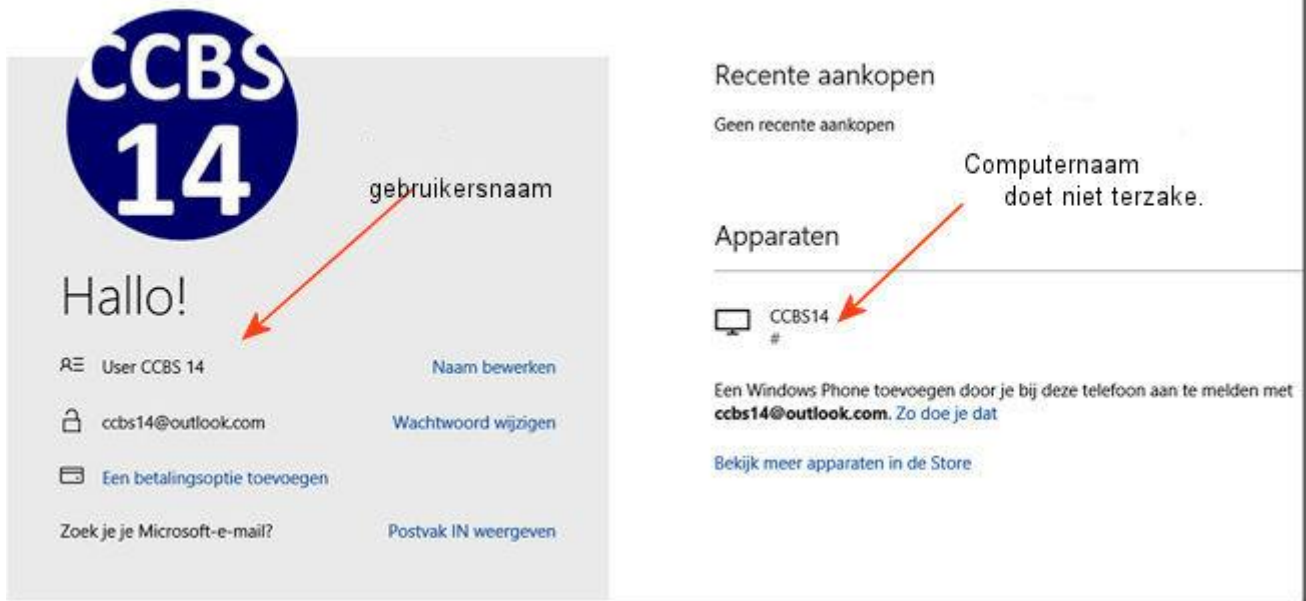 CCBS
14
gebruikersnaam
Hallo!
User CCBS 14
Naam bewerken
ccbs14@outlook.com
Wachtwoord wijzigen
Een betalingsoptie toevoegen
Zoek je je Microsoft-e-mail?
Postvak IN weergeven
Recente aankopen
Geen recente aankopen
Computernaam
doet niet terzake.
Apparaten
CCBS14
#
Een Windows Phone toevoegen door je bij deze telefoon aan te melden met
ccbs14@outlook.com. Zo doe je dat
Bekijk meer apparaten in de Store